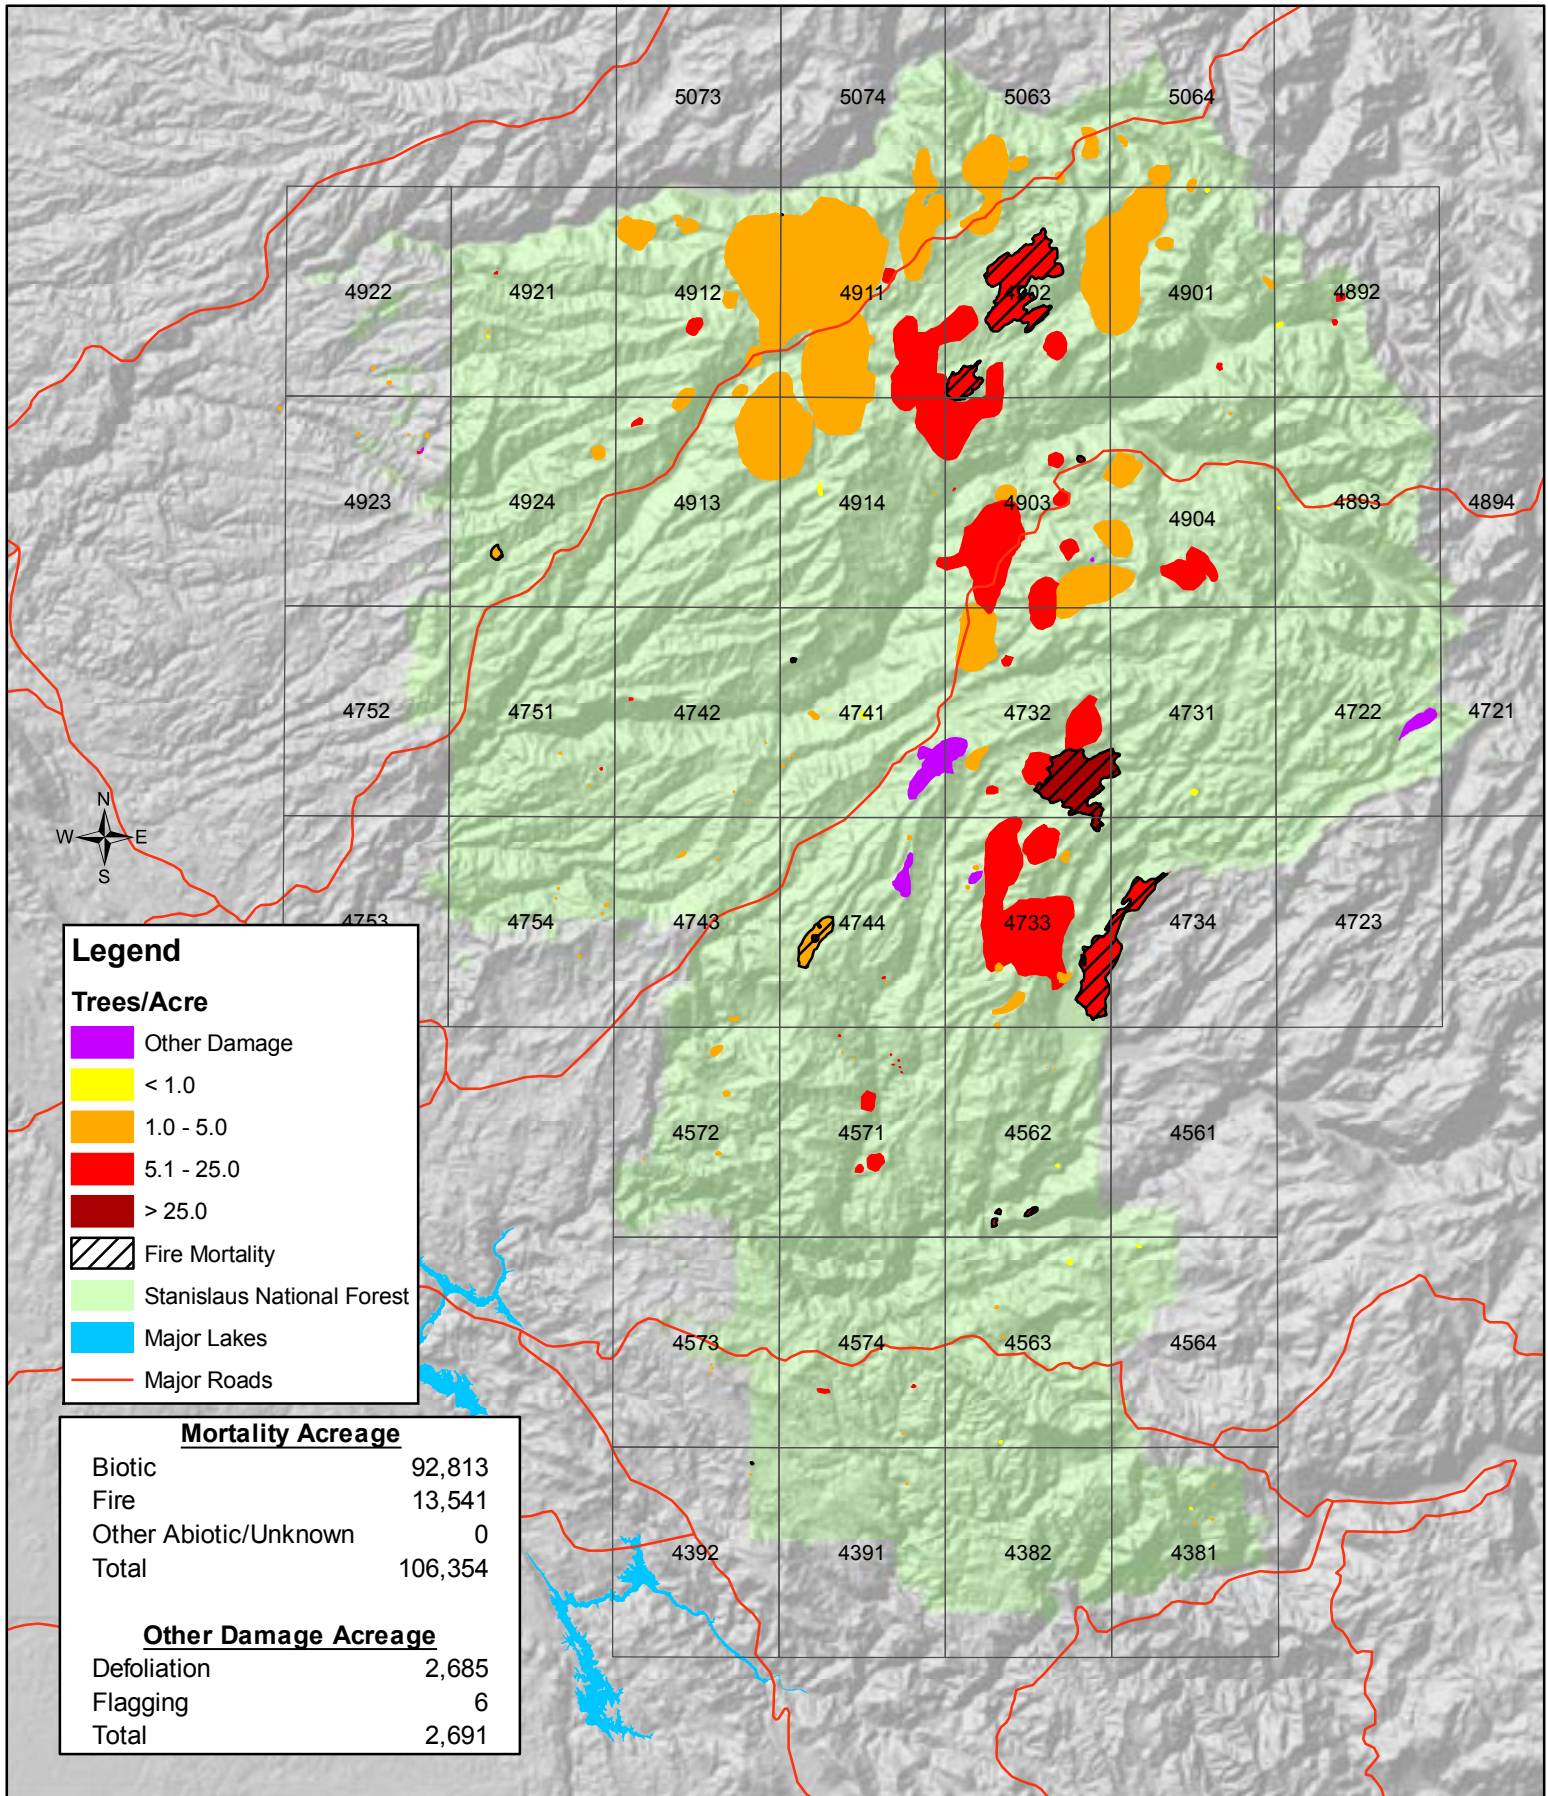 5073 5074 5063 5064
4922 4921 4912 4911 4902 4901 4892
4923 4924 4913 4914 4903 4904 4893 4894
4752 4751 4742 4741 4732 4731 4722 4721
N
W E
S
4753 4754 4743 4744 4733 4734 4723
4572 4571 4562 4561
4573 4574 4563 4564
4392 4391 4382 4381
Legend
Trees/Acre
Other Damage
< 1.0
1.0 - 5.0
5.1 - 25.0
> 25.0
Fire Mortality
Stanislaus National Forest
Major Lakes
Major Roads
Mortality Acreage
Biotic 92,813
Fire 13,541
Other Abiotic/Unknown 0
Total 106,354
Other Damage Acreage
Defoliation 2,685
Flagging 6
Total 2,691